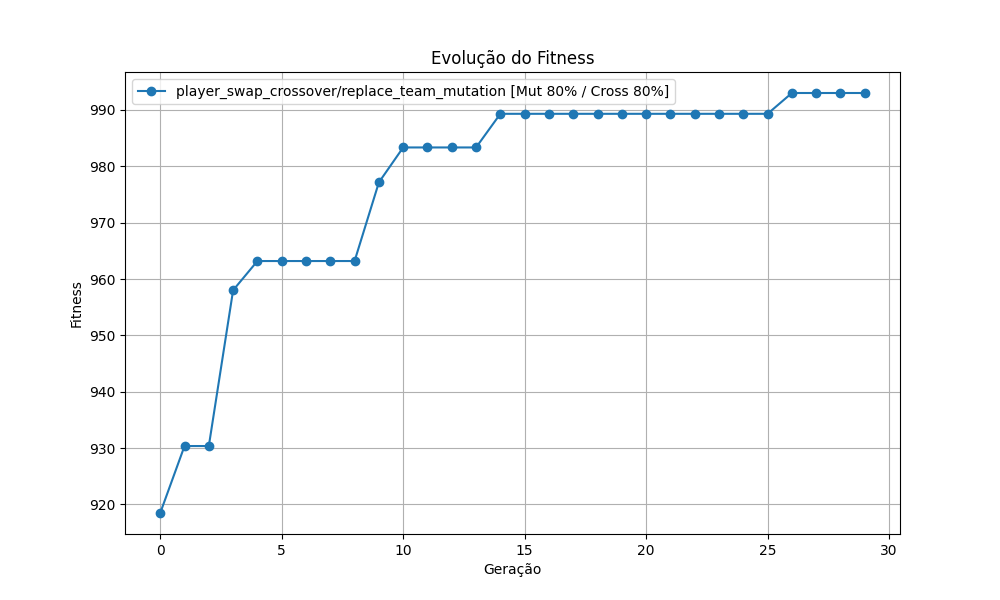 Evolução do Fitness
player_swap_crossover/replace_team_mutation [Mut 80% / Cross 80%]
990
980
970
960
950
940
930
920
Fitness
0 5 10 15 20 25 30
Geração